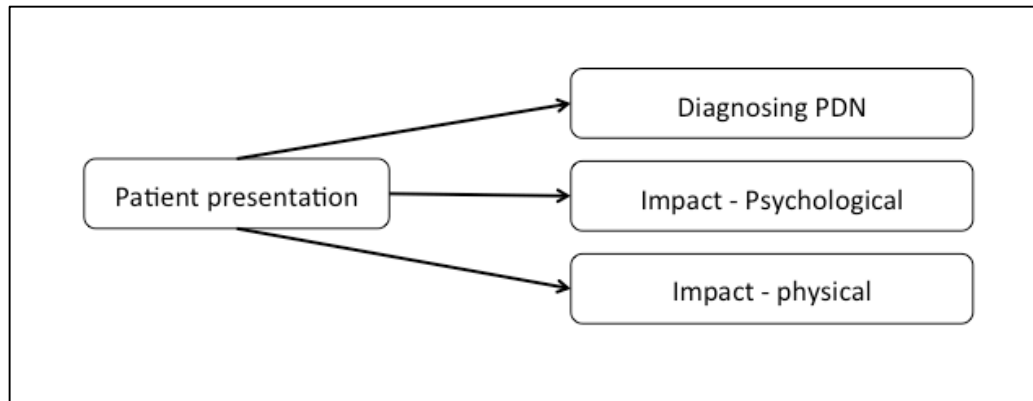 Diagnosing PDN
Patient presentation
Impact - Psychological
Impact - physical